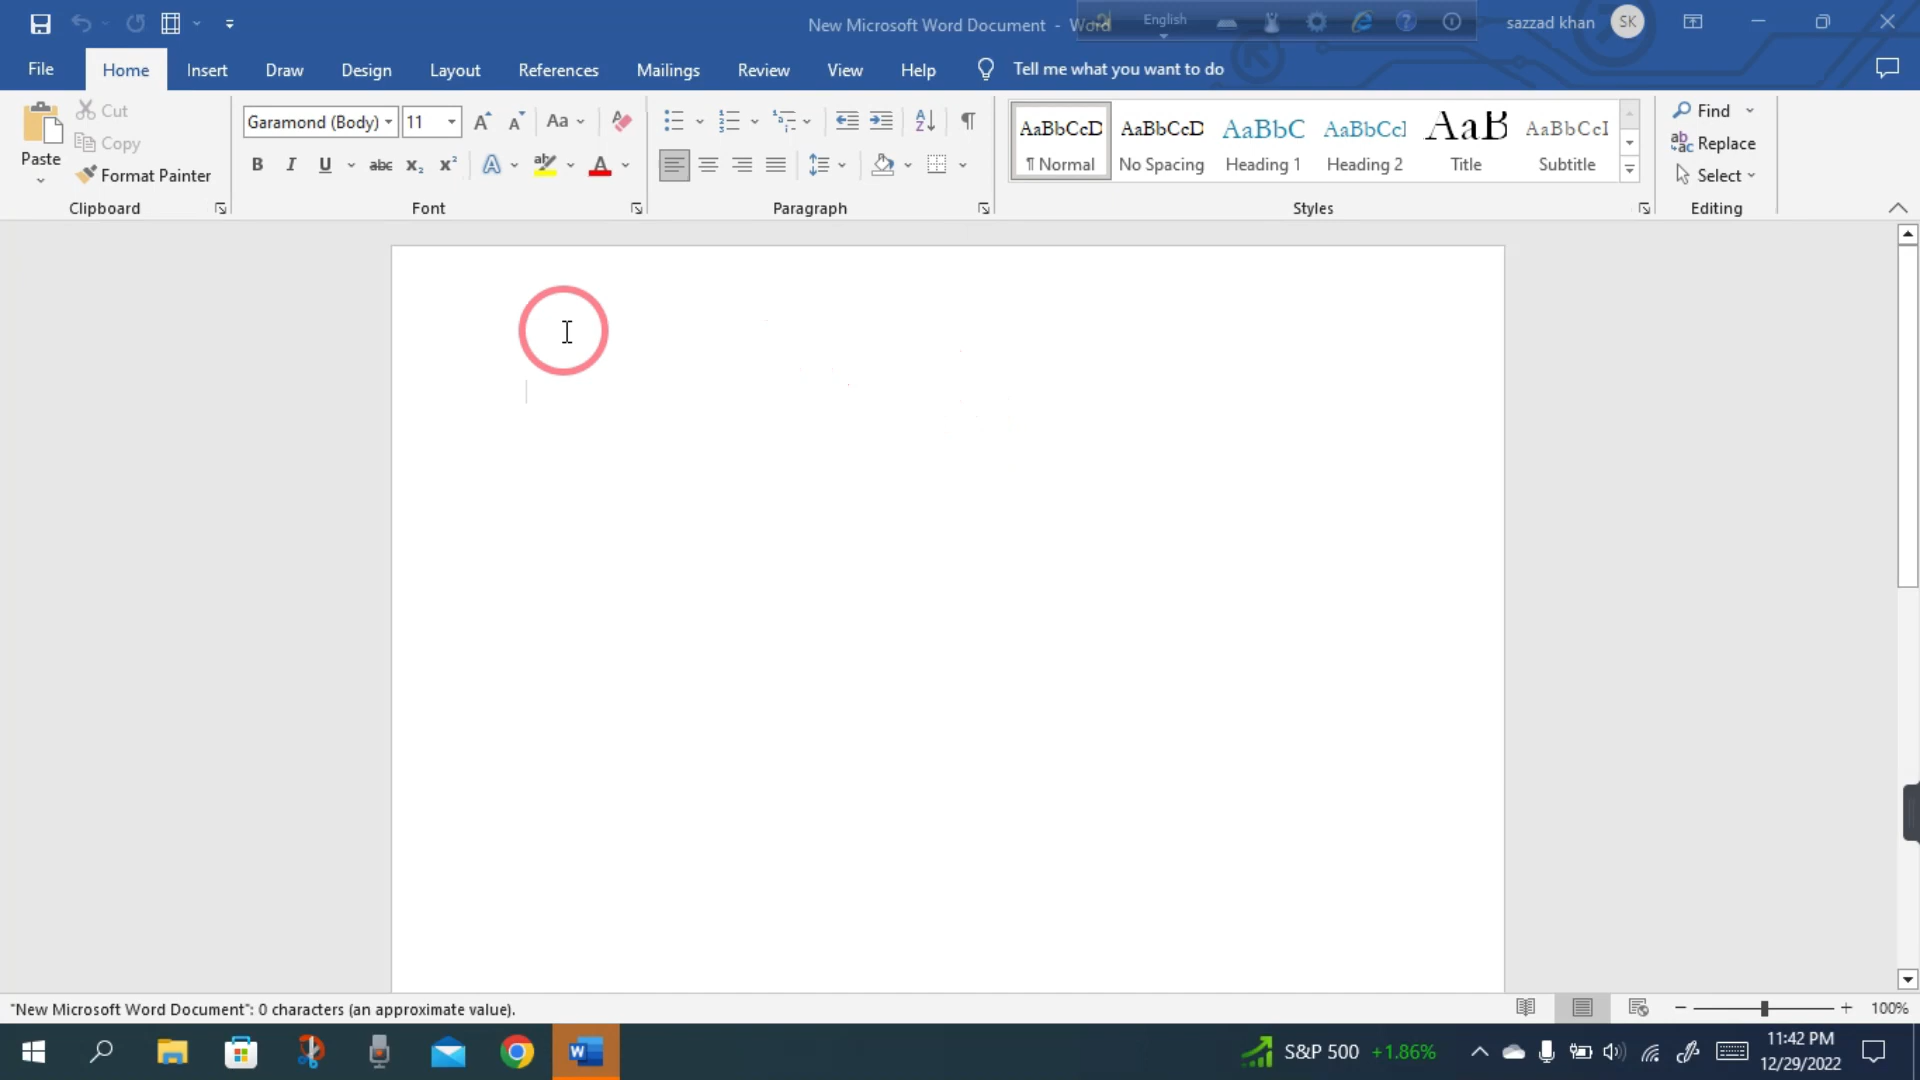 New Microsoft Word Document - Word
English
sazzad khan
SK
File Home Insert Draw Design Layout References Mailings Review View Help Tell me what you want to do
Paste
Cut
Copy
Format Painter
Clipboard
Garamond (Body) 11
Font
Paragraph
AaBbCcD
¶ Normal
AaBbCcD
No Spacing
AaBbC
Heading 1
AaBbCcI
Heading 2
AaB
Title
AaBbCcI
Subtitle
Styles
Find
Replace
Select
Editing
"New Microsoft Word Document": 0 characters (an approximate value).
100%
S&P 500 +1.86%
11:42 PM
12/29/2022